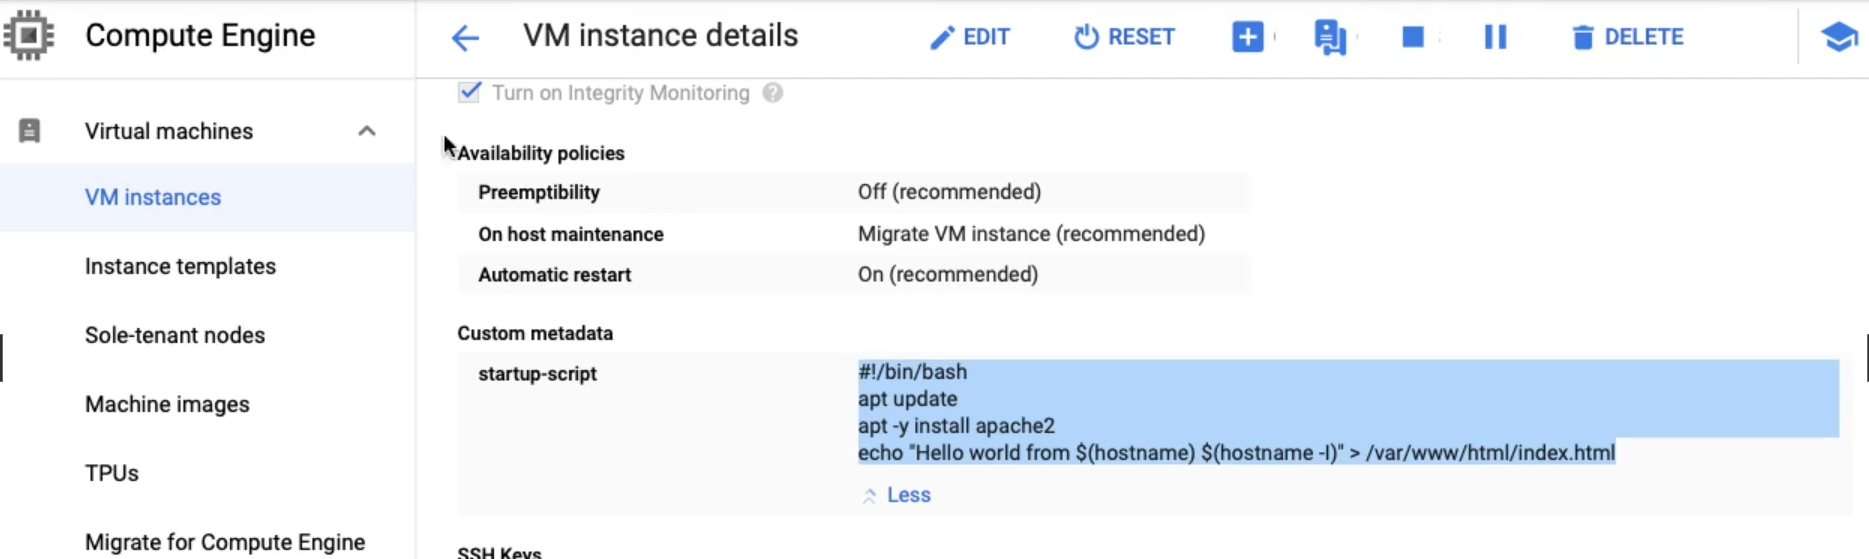 Compute Engine
VM instance details
EDIT
RESET
DELETE
Turn on Integrity Monitoring
Virtual machines
VM instances
Instance templates
Sole-tenant nodes
Machine images
TPUs
Migrate for Compute Engine
Availability policies
Preemptibility Off (recommended)
On host maintenance Migrate VM instance (recommended)
Automatic restart On (recommended)
Custom metadata
startup-script
#!/bin/bash
apt update
apt -y install apache2
echo "Hello world from $(hostname) $(hostname -I)" > /var/www/html/index.html
Less
SSH Keys